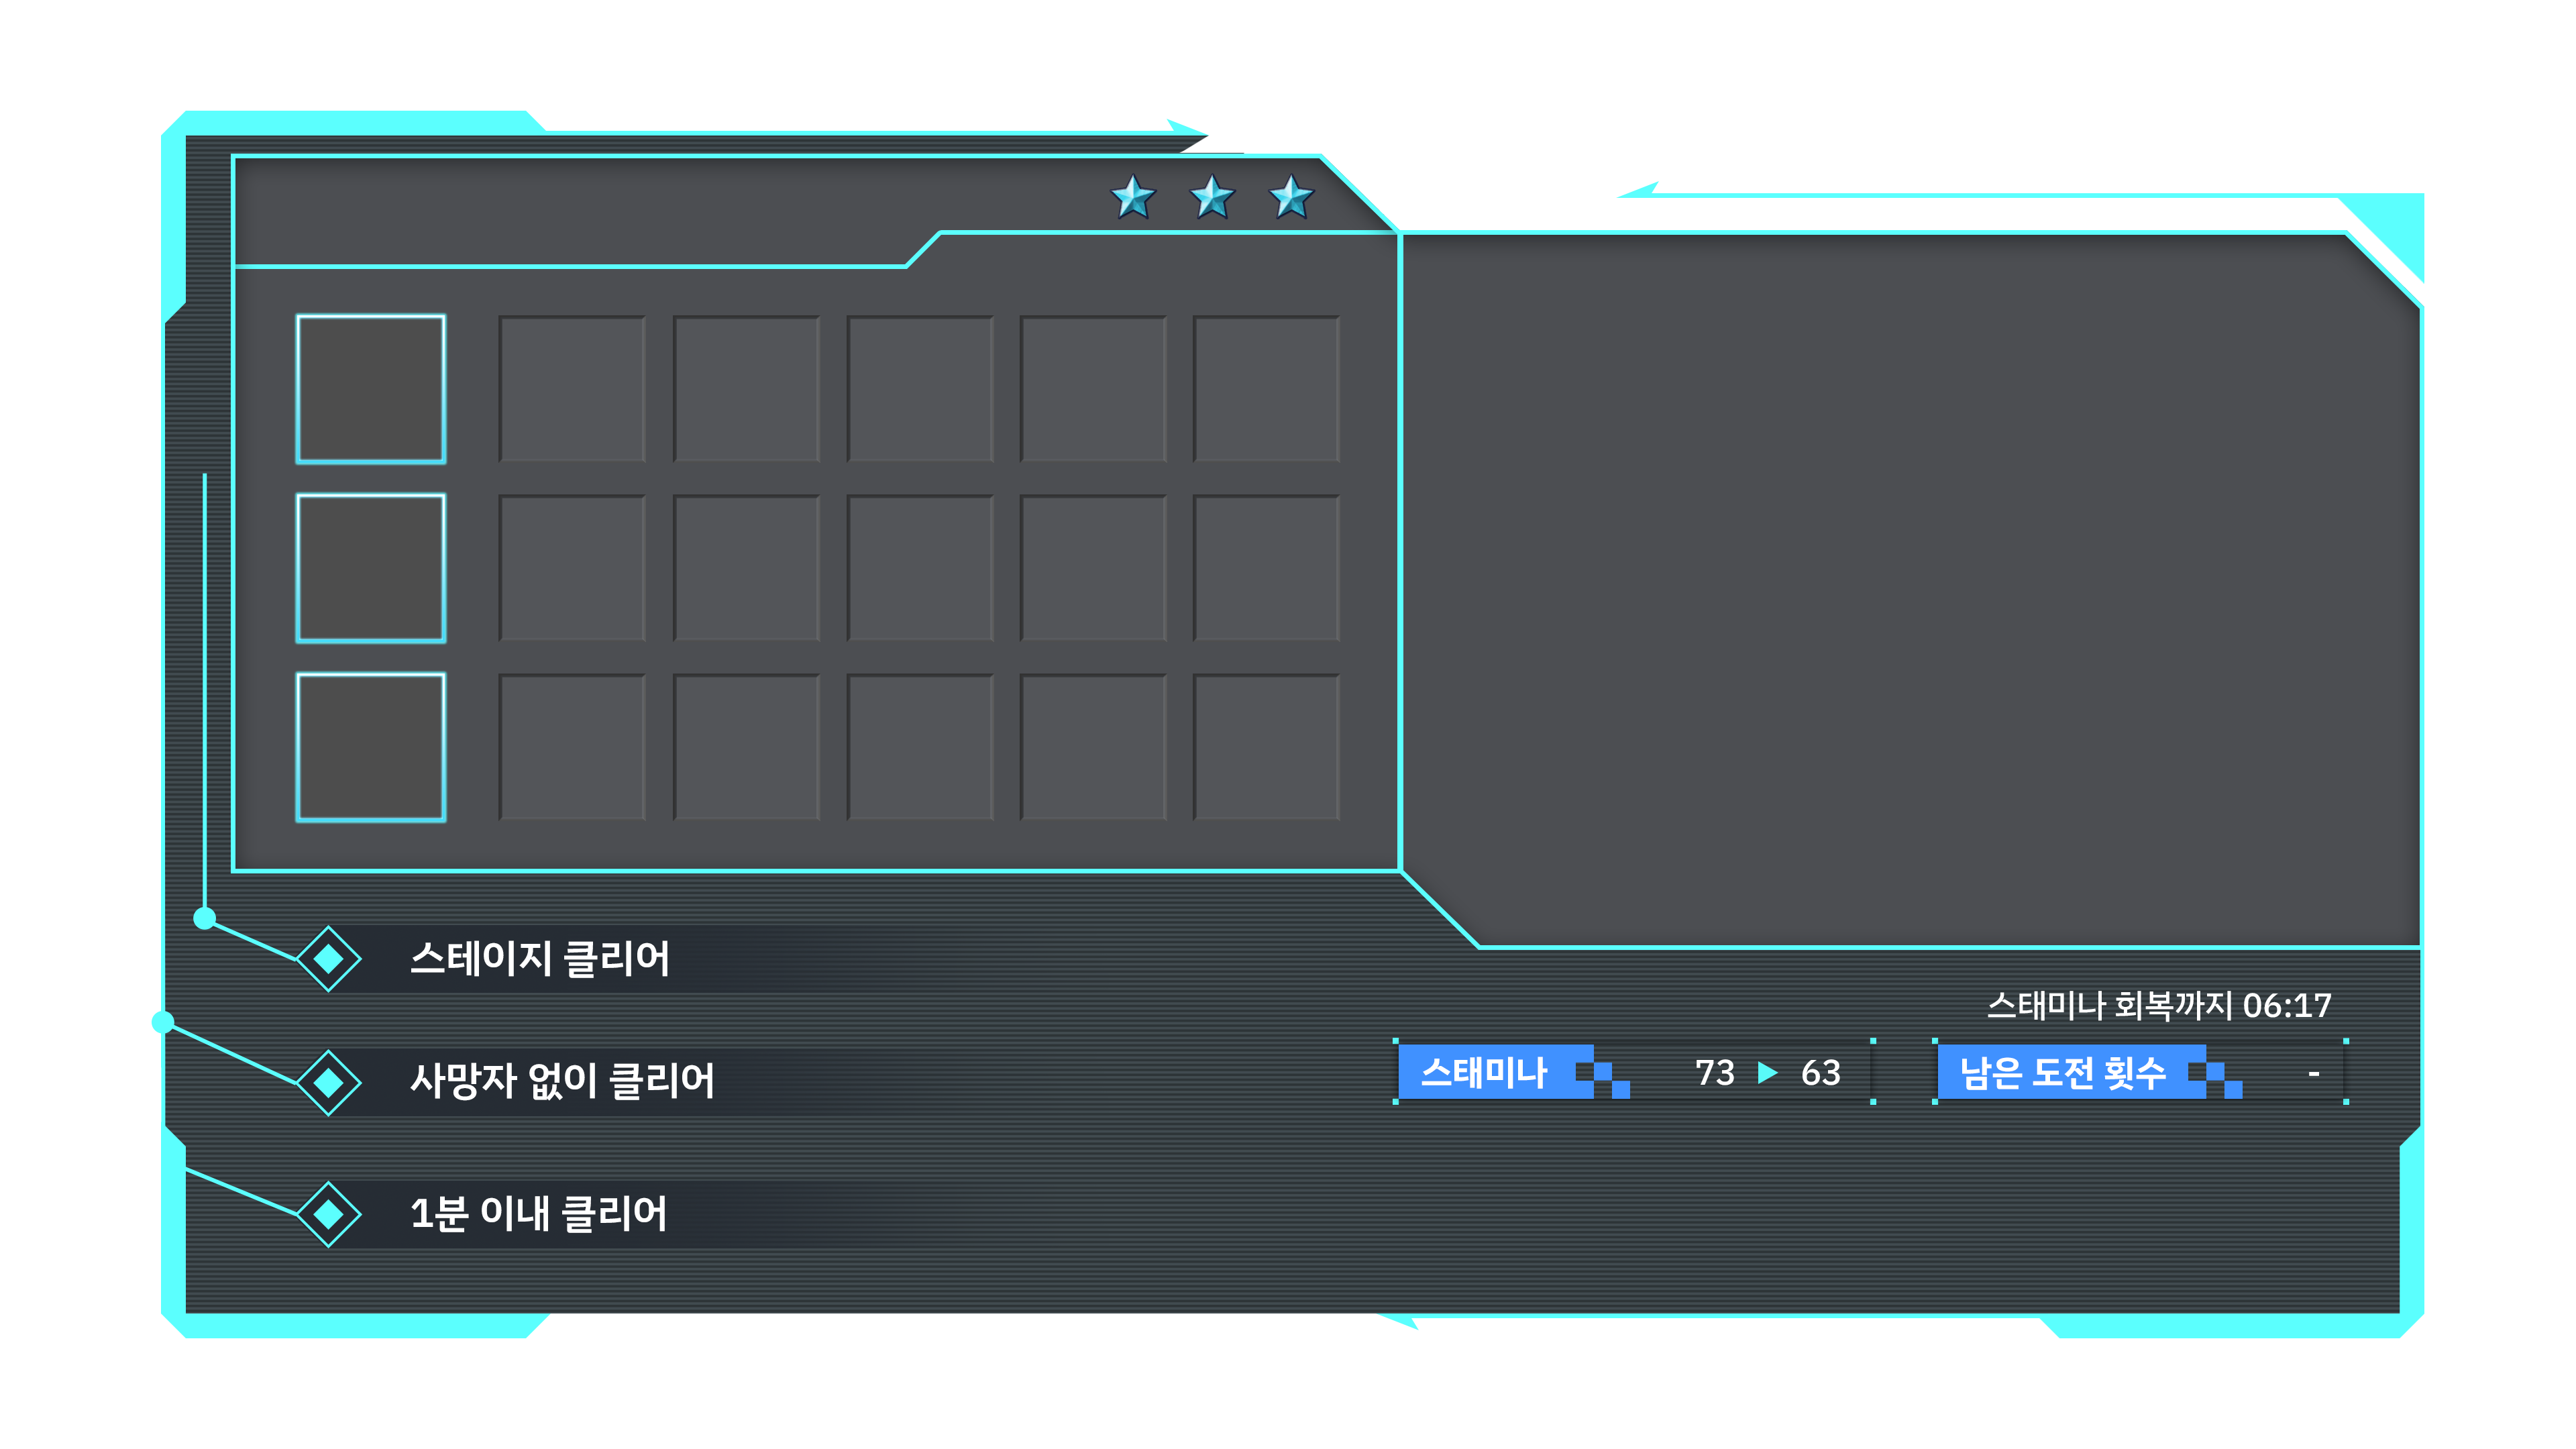 스테이지 클리어
사망자 없이 클리어
1분 이내 클리어
스태미나 회복까지 06:17
스태미나 73 ▶ 63
남은 도전 횟수 -